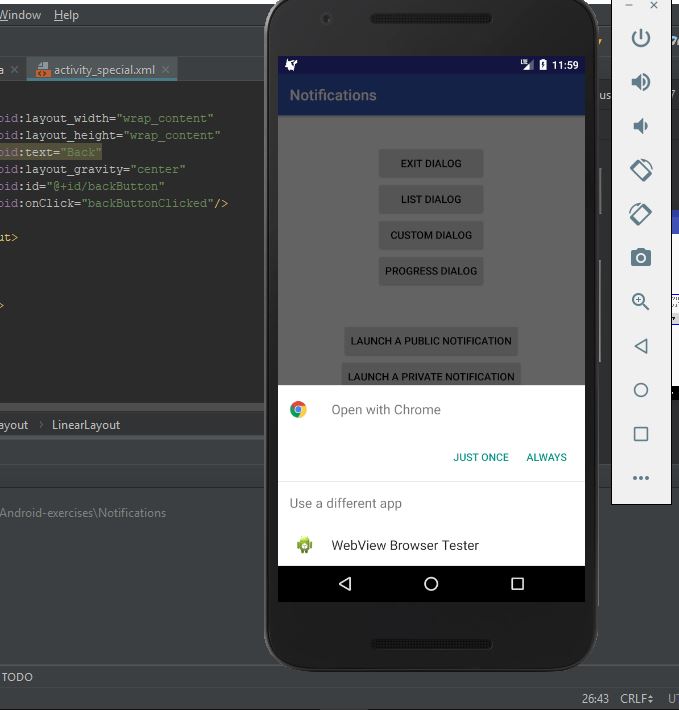 Window Help
activity_special.xml
oid:layout_width="wrap_content"
oid:layout_height="wrap_content"
oid:text="Back"
oid:layout_gravity="center"
oid:id="@+id/backButton"
oid:onClick="backButtonClicked"/>
ut>
>
ayout > LinearLayout
Android-exercises\Notifications
TODO
11:59
Notifications
EXIT DIALOG
LIST DIALOG
CUSTOM DIALOG
PROGRESS DIALOG
LAUNCH A PUBLIC NOTIFICATION
LAUNCH A PRIVATE NOTIFICATION
Open with Chrome
JUST ONCE ALWAYS
Use a different app
WebView Browser Tester
us
7
26:43 CRLF UT